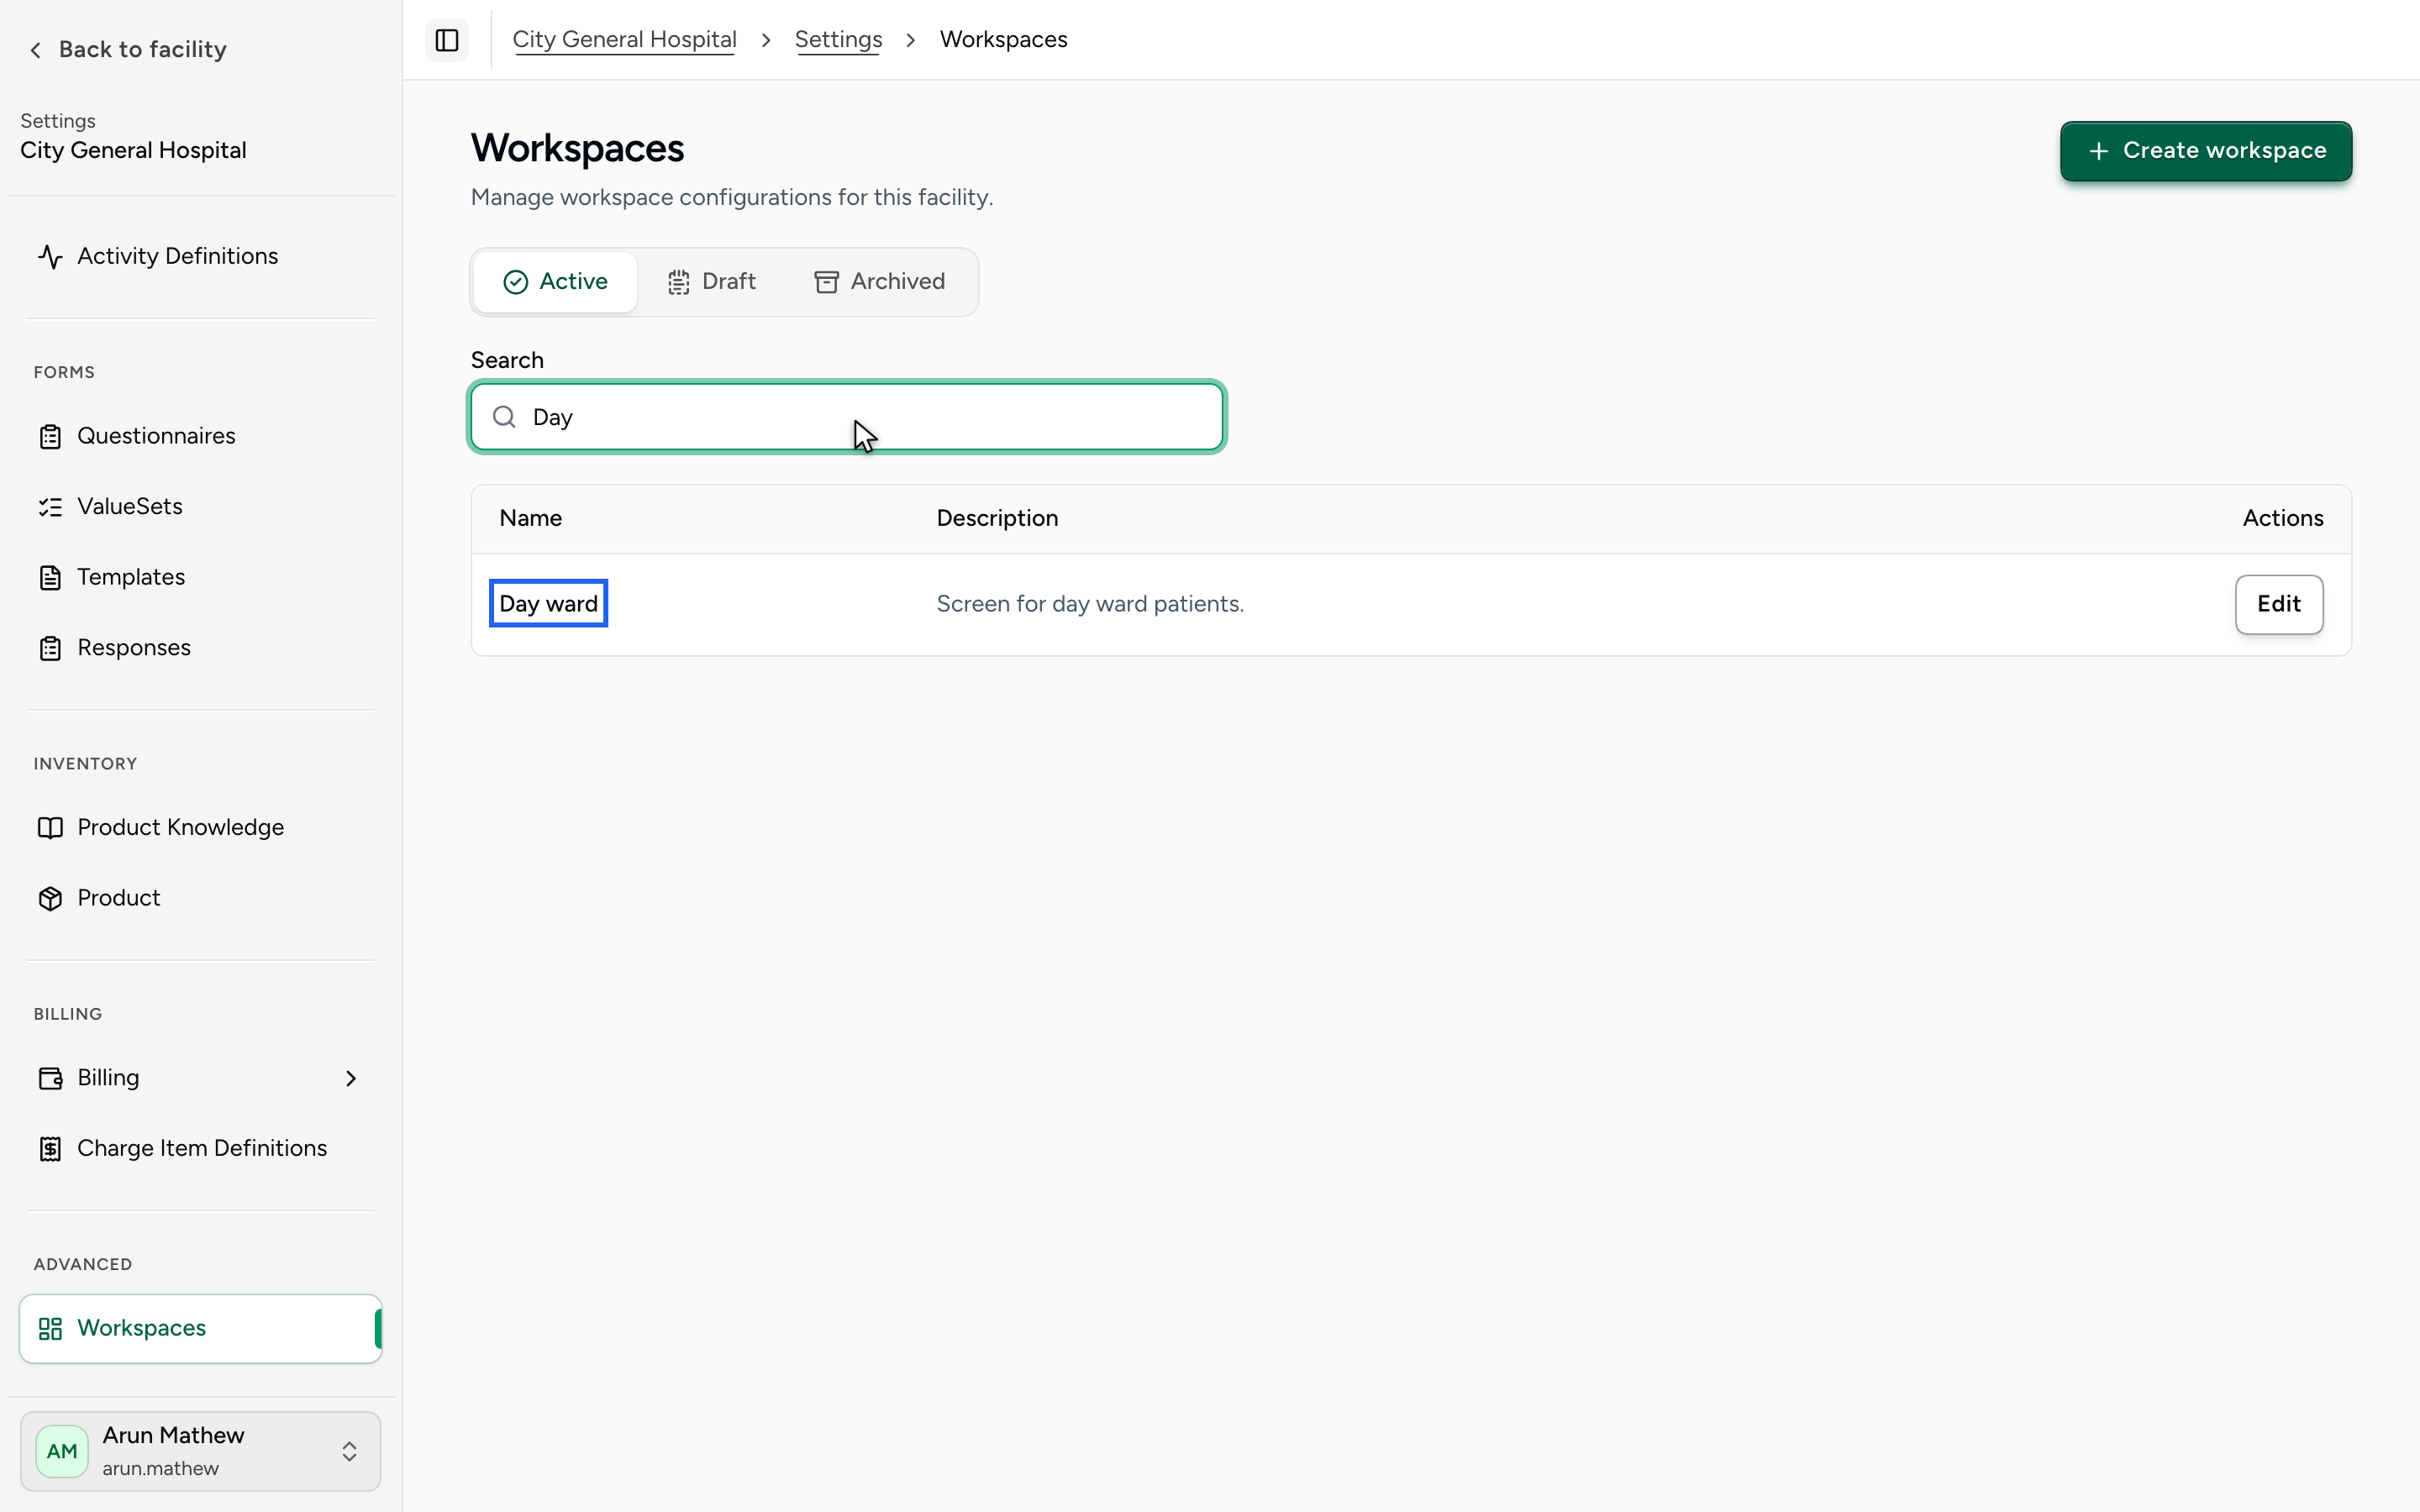 Back to facility
Settings
City General Hospital
Activity Definitions
FORMS
Questionnaires
ValueSets
Templates
Responses
INVENTORY
Product Knowledge
Product
BILLING
Billing
Charge Item Definitions
ADVANCED
Workspaces
AM
Arun Mathew
arun.mathew
City General Hospital > Settings > Workspaces
Workspaces
Manage workspace configurations for this facility.
+ Create workspace
Active Draft Archived
Search
Day
Name Description Actions
Day ward Screen for day ward patients. Edit